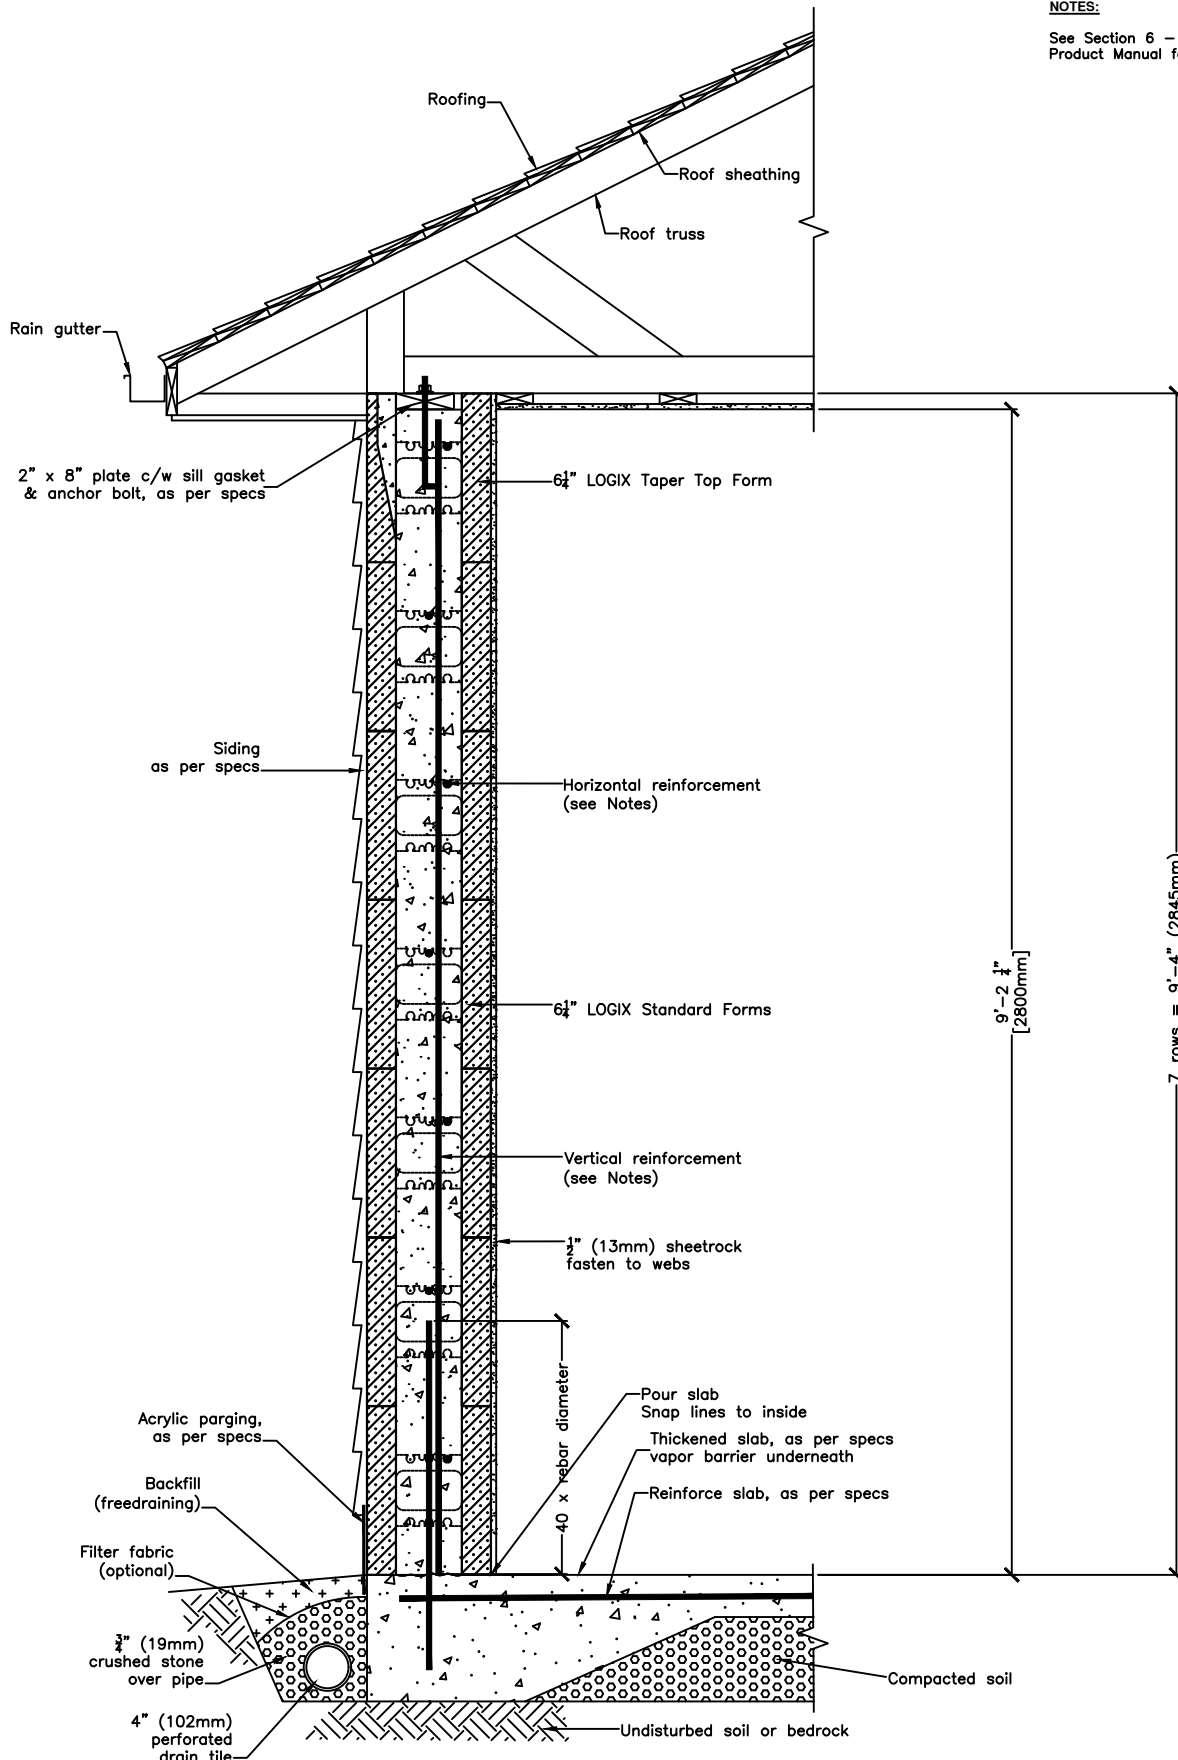 NOTES:
See Section 6 –
Product Manual f
Roofing
Roof sheathing
Roof truss
Rain gutter
2" x 8" plate c/w sill gasket
& anchor bolt, as per specs
6¼" LOGIX Taper Top Form
Siding
as per specs
Horizontal reinforcement
(see Notes)
9'–2 ¼"
[2800mm]
7 rows = 9'–4" (2845mm)
6¼" LOGIX Standard Forms
Vertical reinforcement
(see Notes)
½" (13mm) sheetrock
fasten to webs
40 x rebar diameter
Pour slab
Snap lines to inside
Acrylic parging,
as per specs
Thickened slab, as per specs
vapor barrier underneath
Backfill
(freedraining)
Reinforce slab, as per specs
Filter fabric
(optional)
¾" (19mm)
crushed stone
over pipe
Compacted soil
4" (102mm)
perforated
drain tile
Undisturbed soil or bedrock